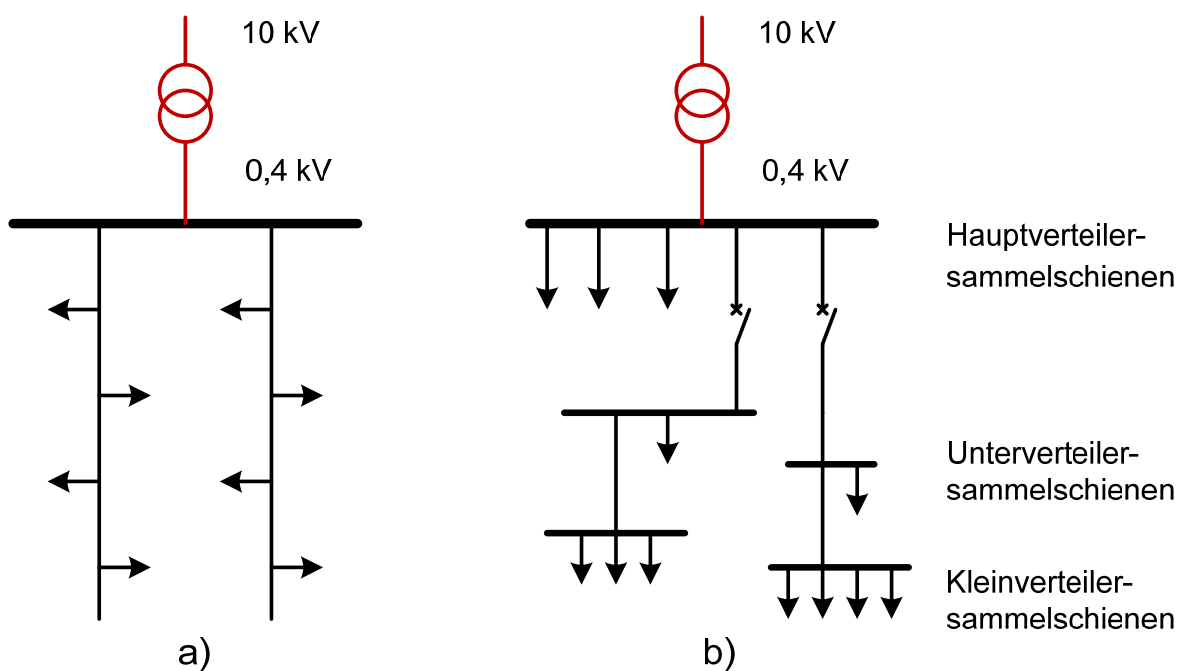 10 kV
0,4 kV
a)
10 kV
0,4 kV
Hauptverteiler-
sammelschienen
Unterverteiler-
sammelschienen
Kleinverteiler-
sammelschienen
b)